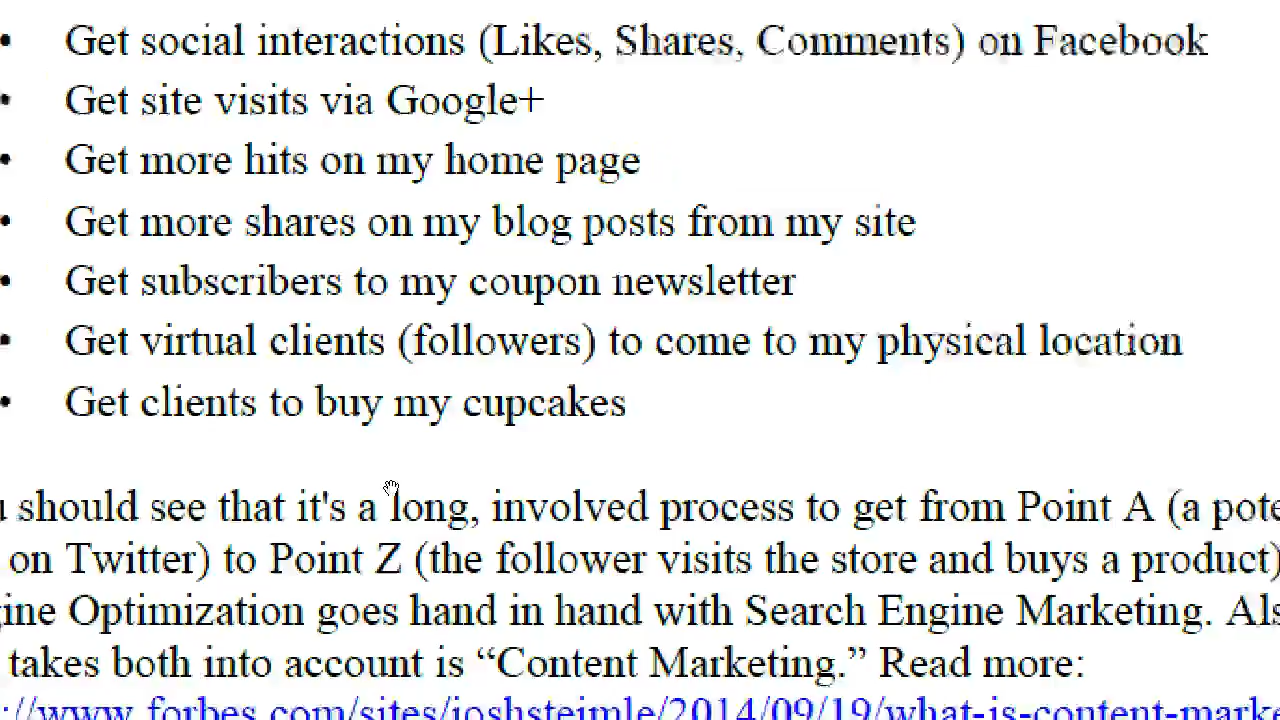 • Get social interactions (Likes, Shares, Comments) on Facebook
• Get site visits via Google+
• Get more hits on my home page
• Get more shares on my blog posts from my site
• Get subscribers to my coupon newsletter
• Get virtual clients (followers) to come to my physical location
• Get clients to buy my cupcakes
should see that it's a long, involved process to get from Point A (a
on Twitter) to Point Z (the follower visits the store and buys a product)
Optimization goes hand in hand with Search Engine Marketing.
takes both into account is “Content Marketing.” Read more:
://www.forbes.com/sites/joshsteimle/2014/09/19/what-is-content-marke